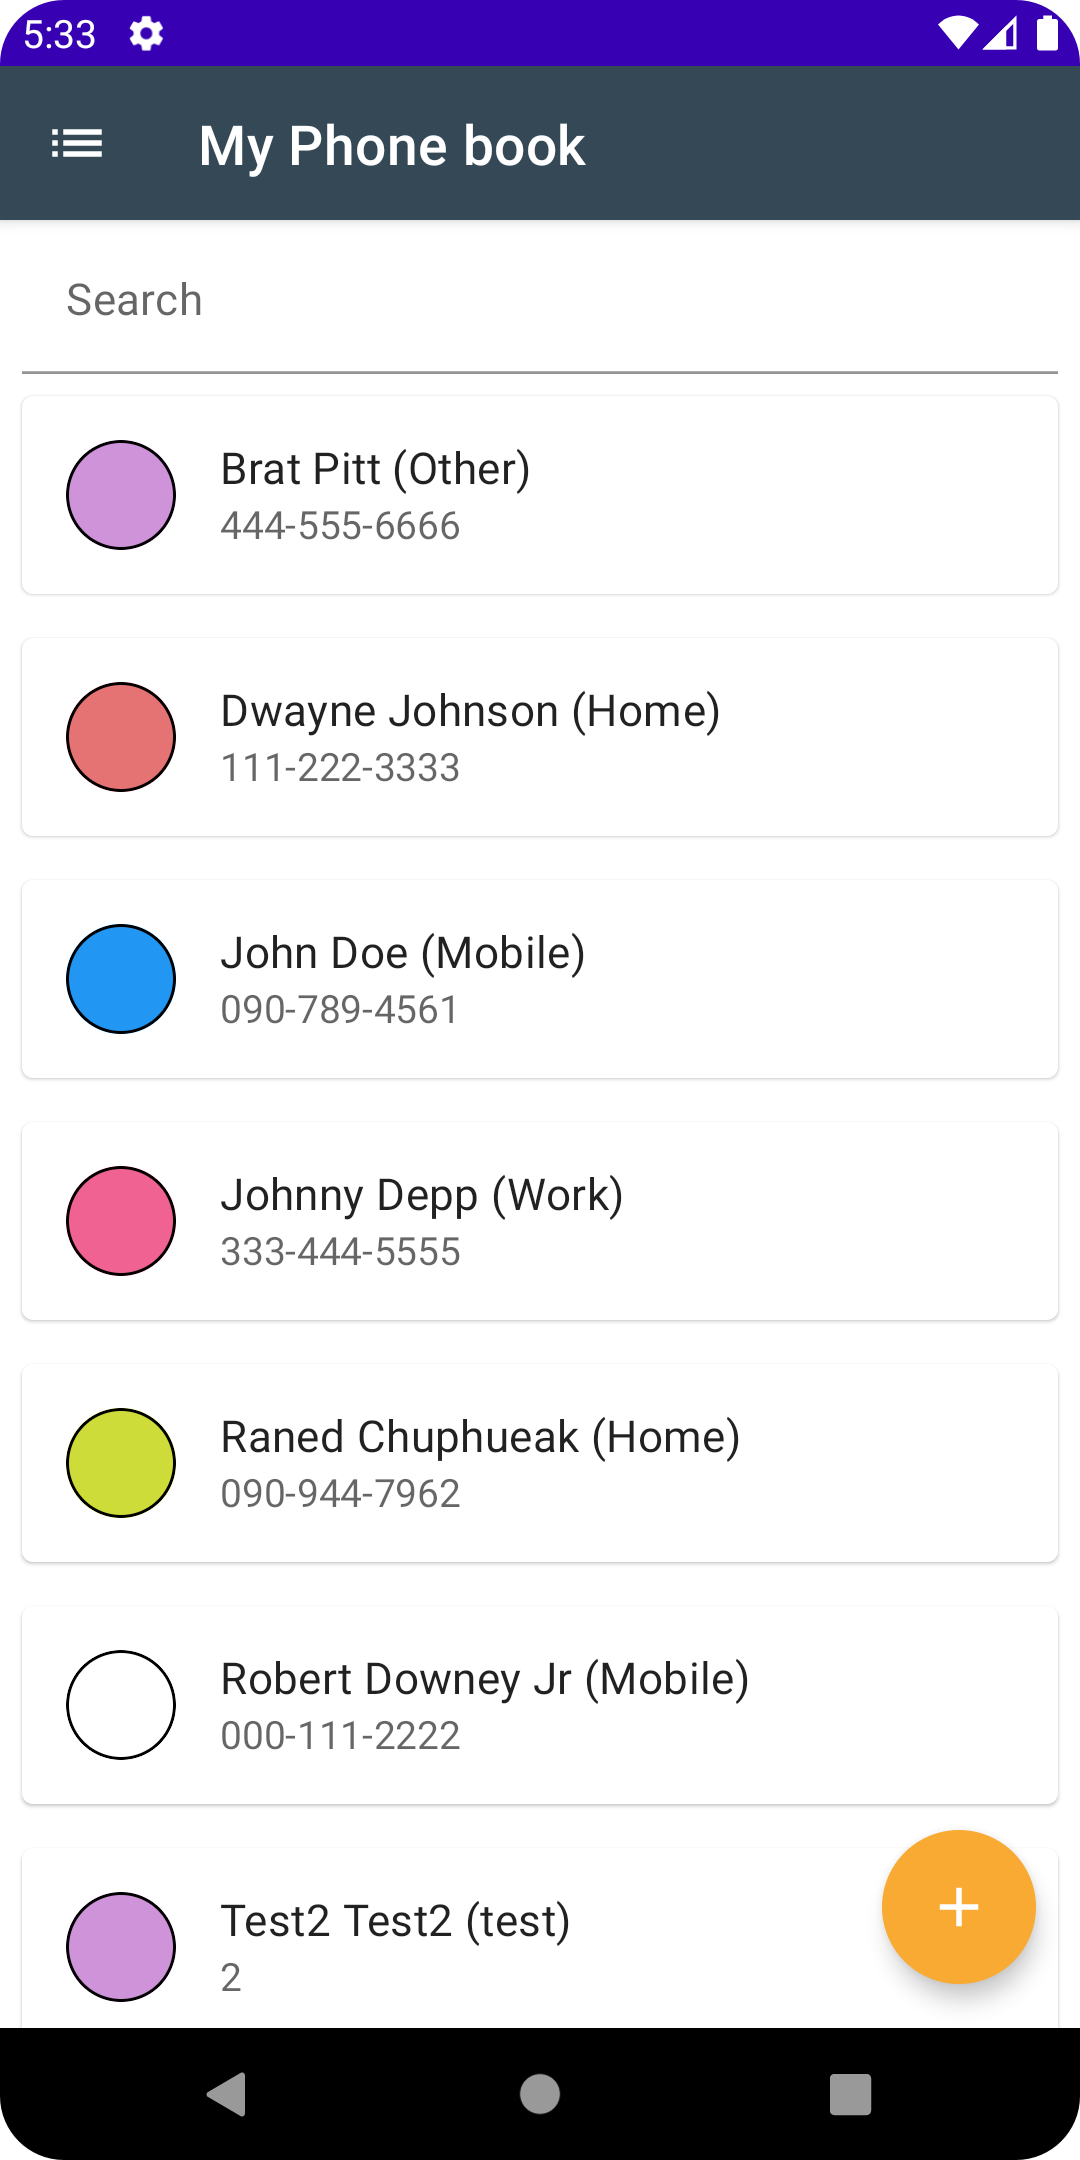 5:33
My Phone book
Search
Brat Pitt (Other)
444-555-6666
Dwayne Johnson (Home)
111-222-3333
John Doe (Mobile)
090-789-4561
Johnny Depp (Work)
333-444-5555
Raned Chuphueak (Home)
090-944-7962
Robert Downey Jr (Mobile)
000-111-2222
Test2 Test2 (test)
2